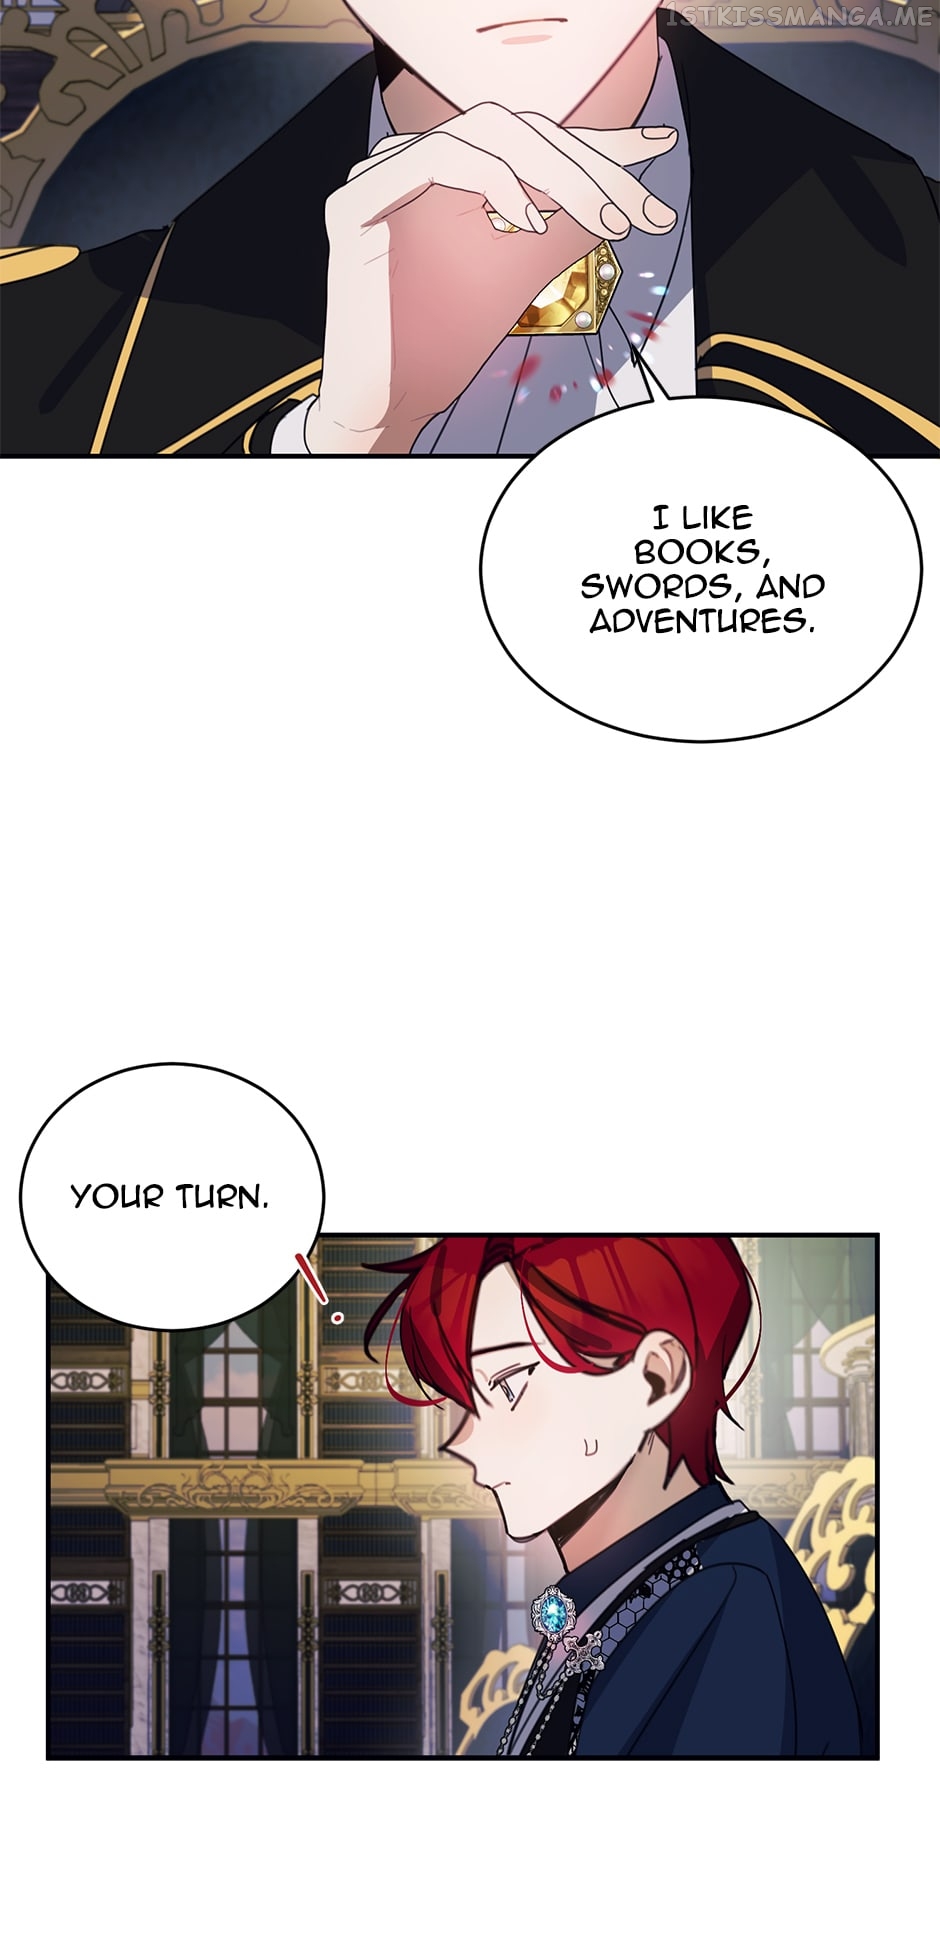 1STKISSMANGA.ME
I LIKE
BOOKS,
SWORDS, AND
ADVENTURES.
YOUR TURN.